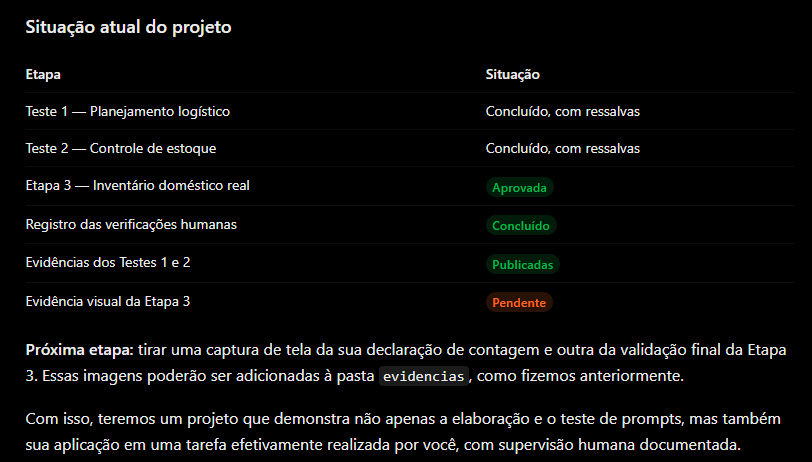 Situação atual do projeto
Etapa Situação
Teste 1 — Planejamento logístico Concluído, com ressalvas
Teste 2 — Controle de estoque Concluído, com ressalvas
Etapa 3 — Inventário doméstico real Aprovada
Registro das verificações humanas Concluído
Evidências dos Testes 1 e 2 Publicadas
Evidência visual da Etapa 3 Pendente
Próxima etapa: tirar uma captura de tela da sua declaração de contagem e outra da validação final da Etapa
3. Essas imagens poderão ser adicionadas à pasta evidencias, como fizemos anteriormente.
Com isso, teremos um projeto que demonstra não apenas a elaboração e o teste de prompts, mas também
sua aplicação em uma tarefa efetivamente realizada por você, com supervisão humana documentada.